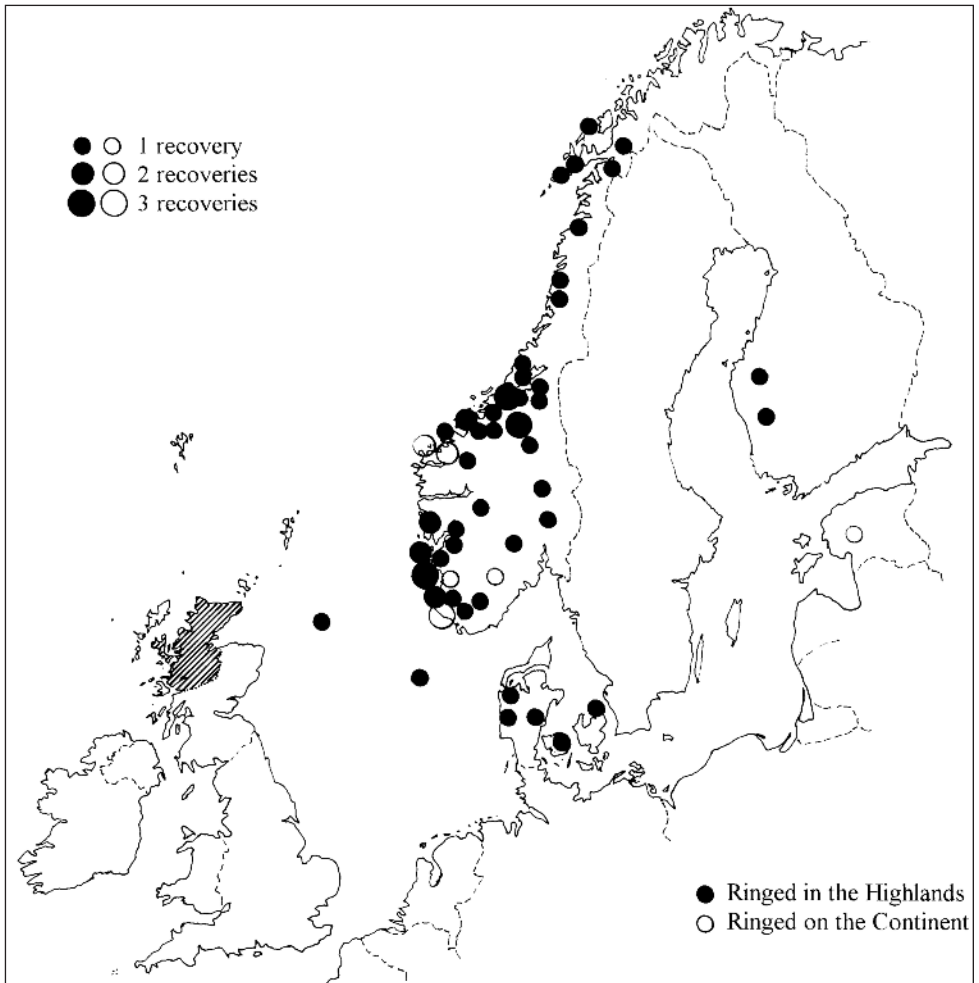 1 recovery
2 recoveries
3 recoveries
Ringed in the Highlands
Ringed on the Continent